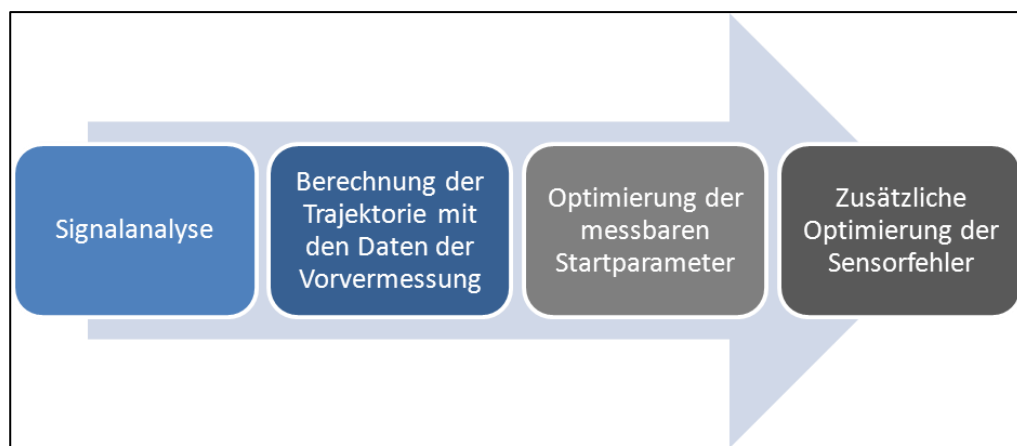 Signalanalyse
Berechnung der
Trajektorie mit
den Daten der
Vorvermessung
Optimierung der
messbaren
Startparameter
Zusätzliche
Optimierung der
Sensorfehler